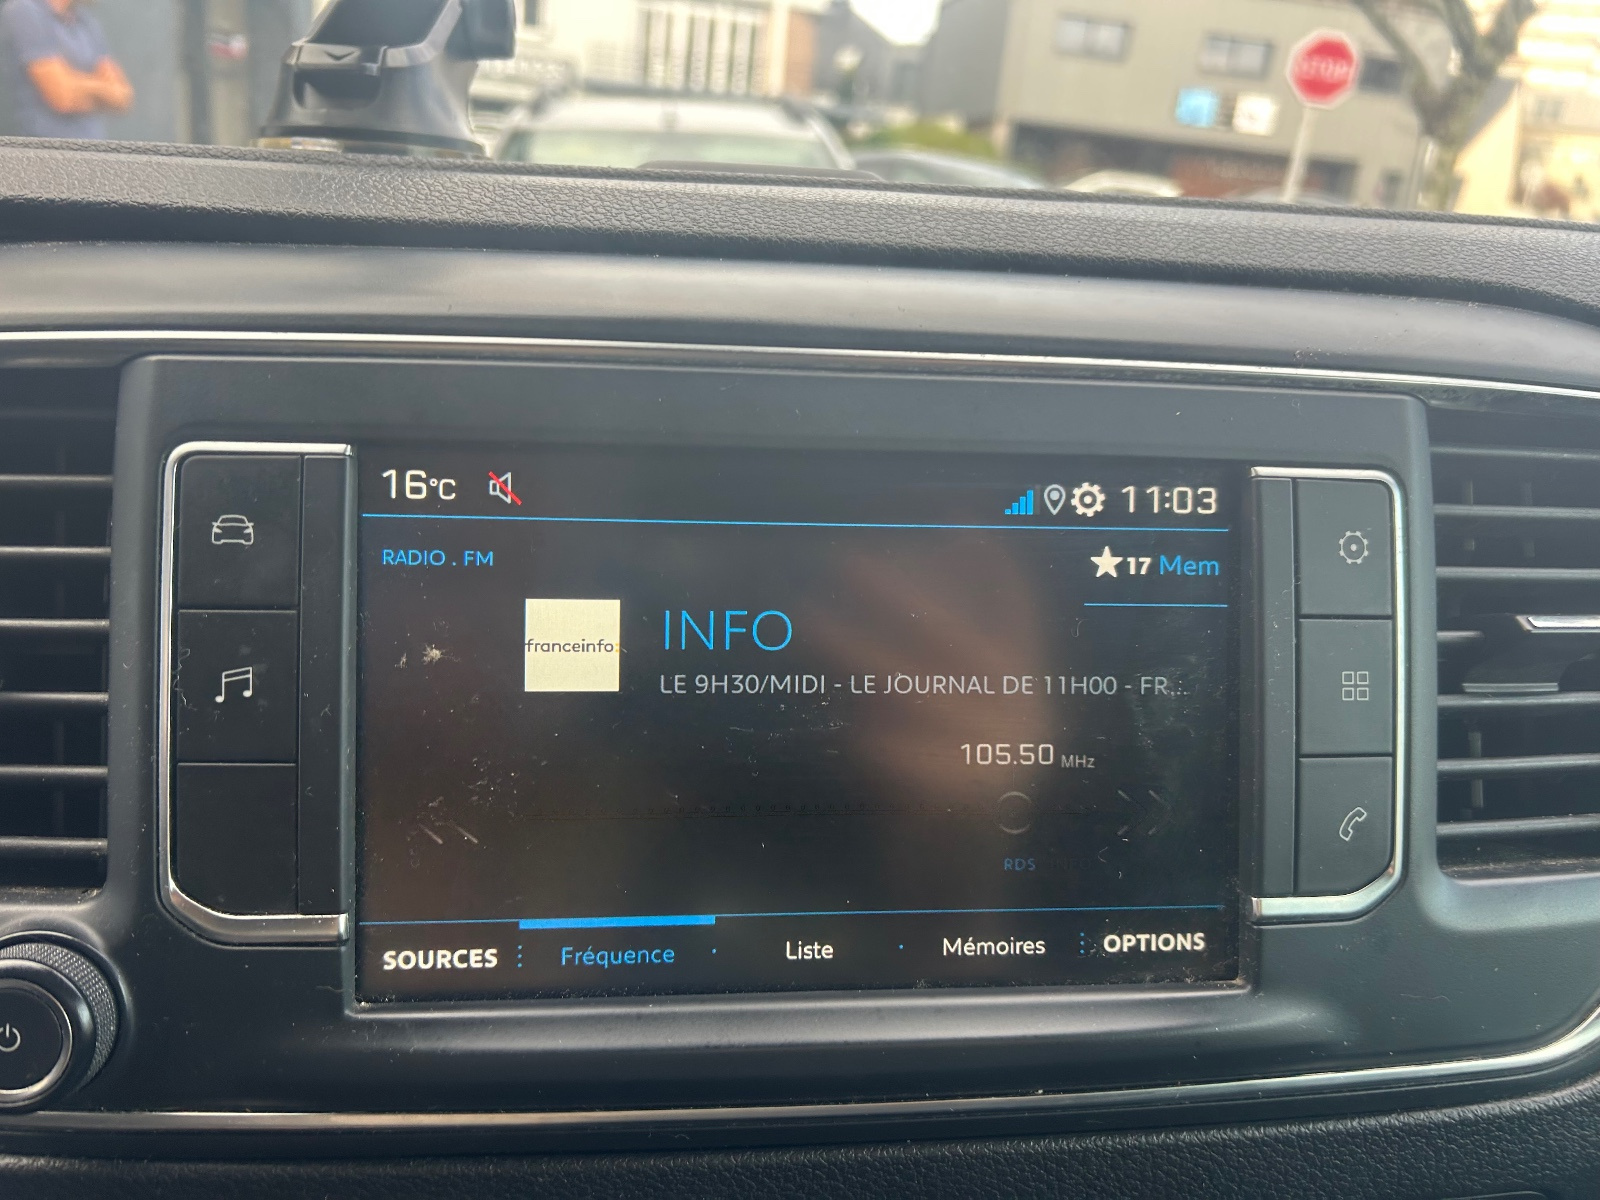 STOP
16°C
11:03
RADIO . FM
17 Mem
franceinfo:
INFO
LE 9H30/MIDI - LE JOURNAL DE 11H00 - FR...
105.50 MHz
RDS
SOURCES
Fréquence
Liste
Mémoires
OPTIONS